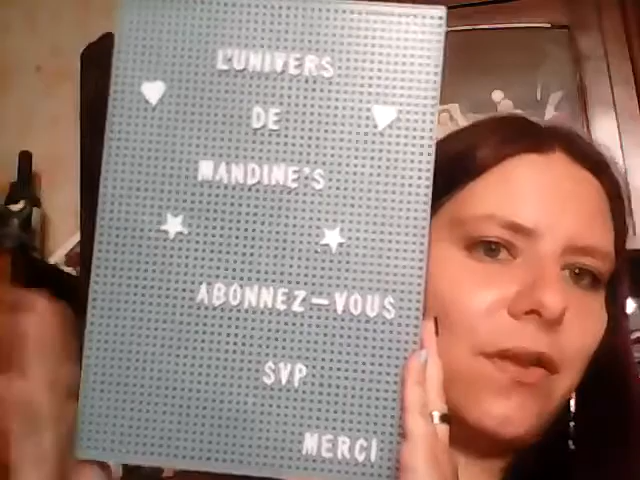 L'UNIVERS
DE
MANDINE'S
ABONNEZ-VOUS
SVP
MERCI